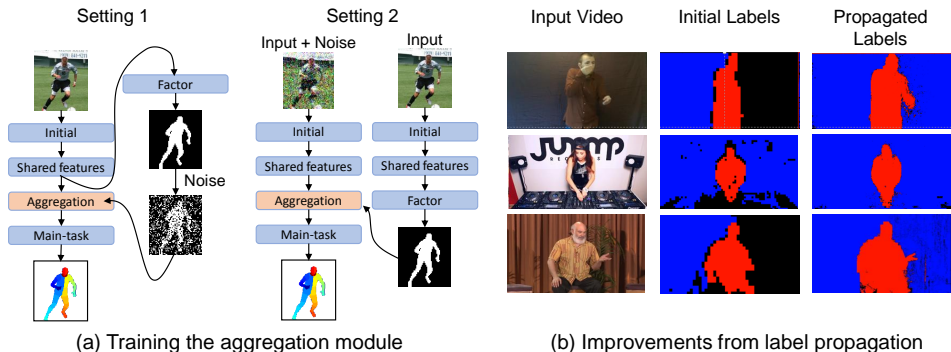 Setting 1
Setting 2
Input + Noise
Input
Factor
Initial
Shared features
Noise
Aggregation
Main-task
Initial
Initial
Shared features
Shared features
Aggregation
Factor
Main-task
(a) Training the aggregation module
Input Video
Initial Labels
Propagated
Labels
JUMMP
RECORDS
(b) Improvements from label propagation